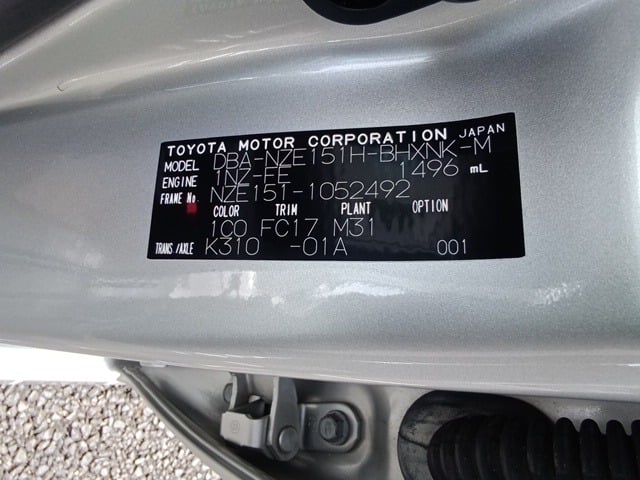 TOYOTA MOTOR CORPORATION JAPAN
MODEL DBA-NZE151H-BHXNK-M
ENGINE 1NZ-FE 1496 mL
FRAME No. NZE151-1052492
COLOR TRIM PLANT OPTION
1C0 FC17 M31
TRANS/AXLE K310 -01A 001